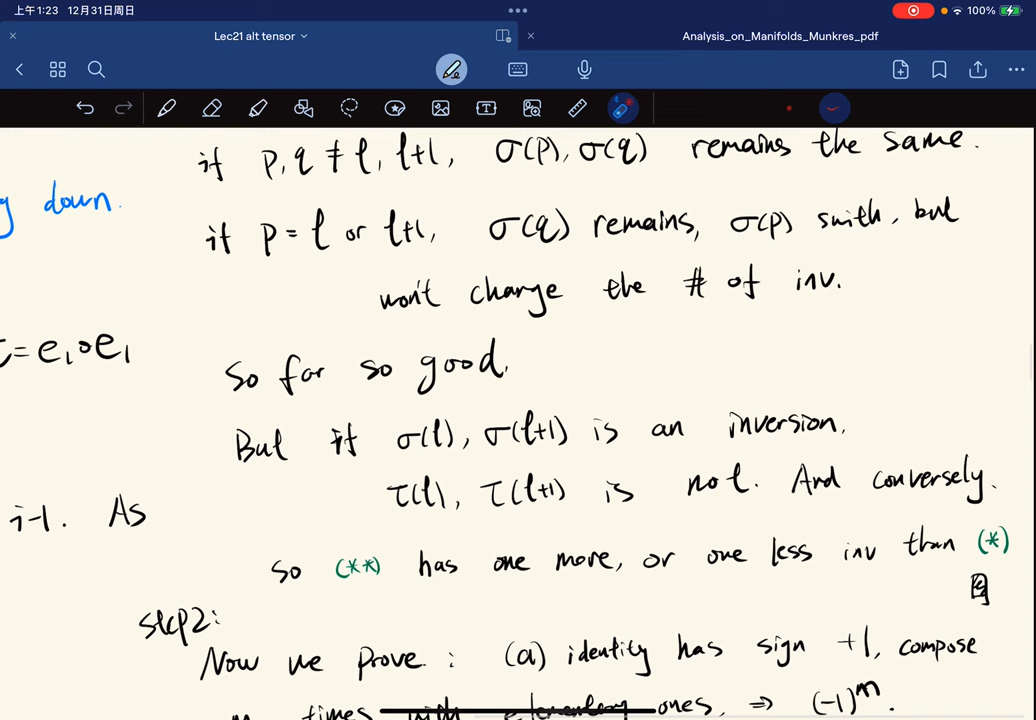 上午1:23 12月31日周日
100%
Lec21 alt tensor
Analysis_on_Manifolds_Munkres_pdf
if p, q ≠ l, l+1, σ(p), σ(q) remains the same.
g down.
if p = l or l+1, σ(q) remains, σ(p) swith, but
won't change the # of inv.
τ = e₁∘e₁
So far so good.
But if σ(l), σ(l+1) is an inversion,
τ(l), τ(l+1) is not. And conversely.
i-1. As
so (**) has one more, or one less inv than (*)
step2:
Now we prove : (a) identity has sign +1, compose
m times with elementary ones, ⇒ (-1)ᵐ.